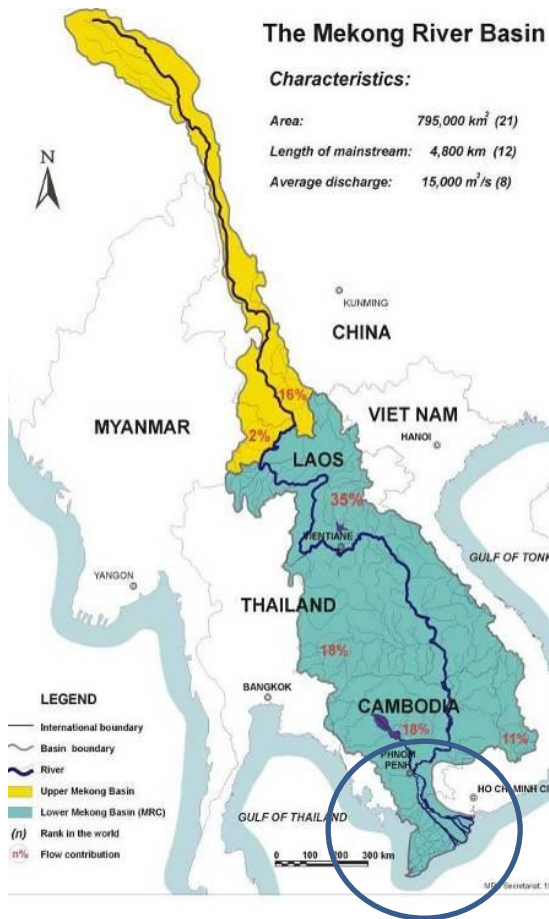 The Mekong River Basin
Characteristics:
Area: 795,000 km² (21)
Length of mainstream: 4,800 km (12)
Average discharge: 15,000 m³/s (8)
N
KUNMING
CHINA
16%
MYANMAR
2%
VIET NAM
HANOI
LAOS
35%
VIENTIANE
GULF OF TONK
YANGON
THAILAND
18%
BANGKOK
CAMBODIA
18%
11%
PHNOM
PENH
HO CHI MINH
GULF OF THAILAND
LEGEND
International boundary
Basin boundary
River
Upper Mekong Basin
Lower Mekong Basin (MRC)
(n) Rank in the world
n% Flow contribution
0 100 200 300 km
Secretariat,